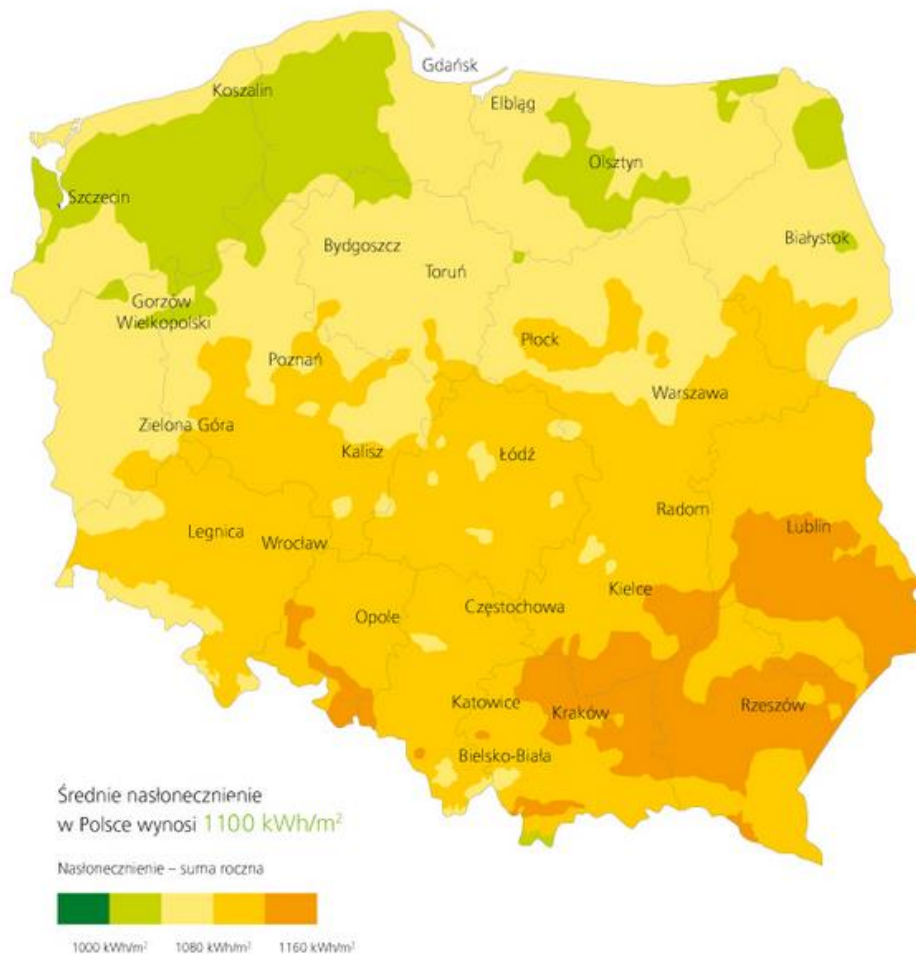 Gdańsk
Koszalin
Elbląg
Olsztyn
Szczecin
Białystok
Bydgoszcz
Toruń
Gorzów
Wielkopolski
Płock
Poznań
Warszawa
Zielona Góra
Kalisz
Łódź
Radom
Lublin
Legnica
Wrocław
Kielce
Opole
Częstochowa
Katowice
Kraków
Rzeszów
Bielsko-Biała
Średnie nasłonecznienie
w Polsce wynosi 1100 kWh/m²
Nasłonecznienie – suma roczna
1000 kWh/m² 1080 kWh/m² 1160 kWh/m²